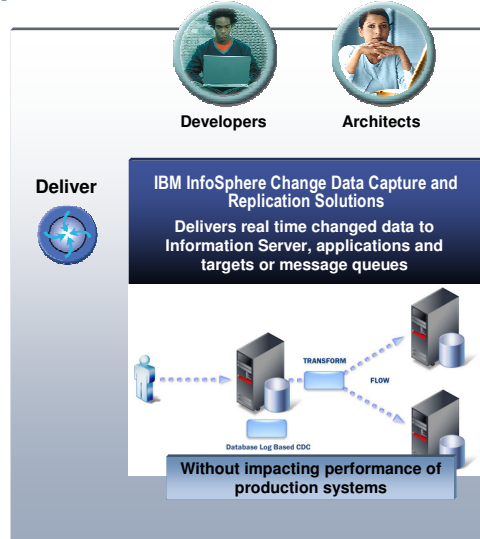 Developers
Architects
Deliver
IBM InfoSphere Change Data Capture and
Replication Solutions
Delivers real time changed data to
Information Server, applications and
targets or message queues
TRANSFORM
FLOW
Database Log Based CDC
Without impacting performance of
production systems